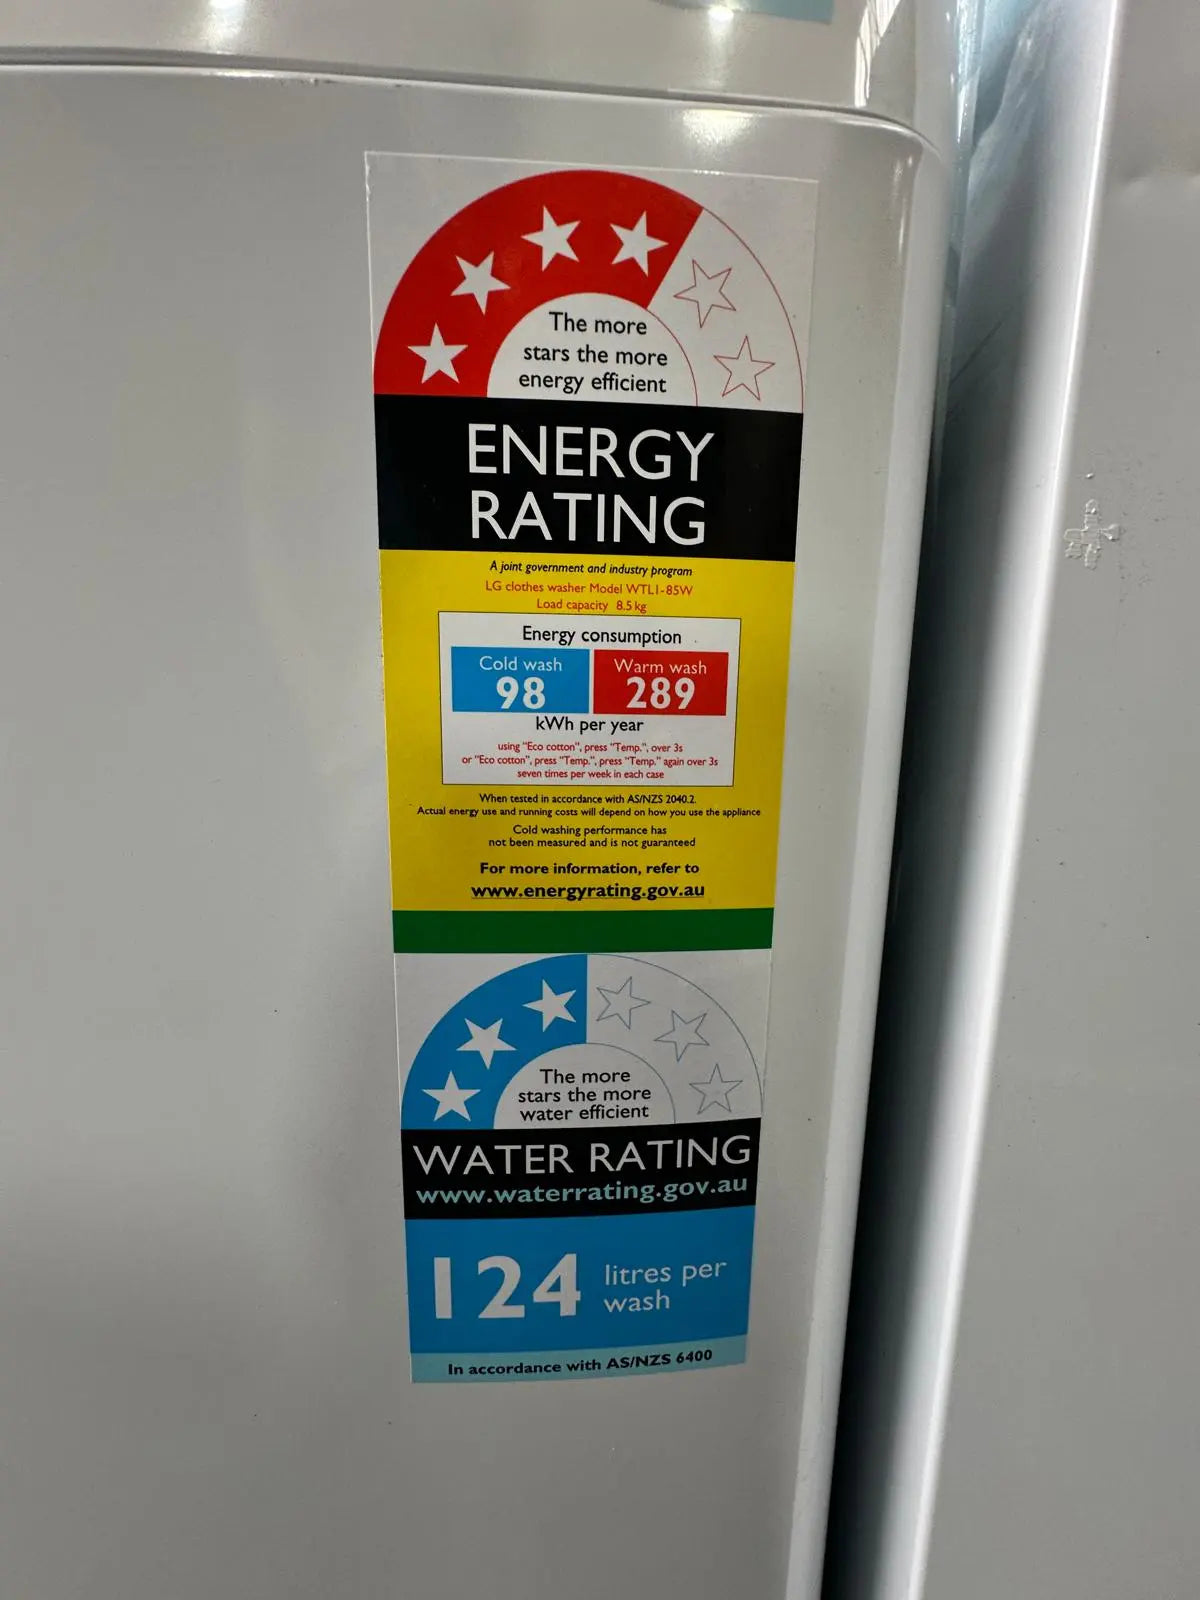 The more
stars the more
energy efficient
ENERGY
RATING
A joint government and industry program
LG clothes washer Model WTL1-85W
Load capacity 8.5 kg
Energy consumption
Cold wash
98
Warm wash
289
kWh per year
using "Eco cotton", press "Temp.", over 3s
or "Eco cotton", press "Temp.", press "Temp." again over 3s
seven times per week in each case
When tested in accordance with AS/NZS 2040.2.
Actual energy use and running costs will depend on how you use the appliance
Cold washing performance has
not been measured and is not guaranteed
For more information, refer to
www.energyrating.gov.au
The more
stars the more
water efficient
WATER RATING
www.waterrating.gov.au
124 litres per
wash
In accordance with AS/NZS 6400